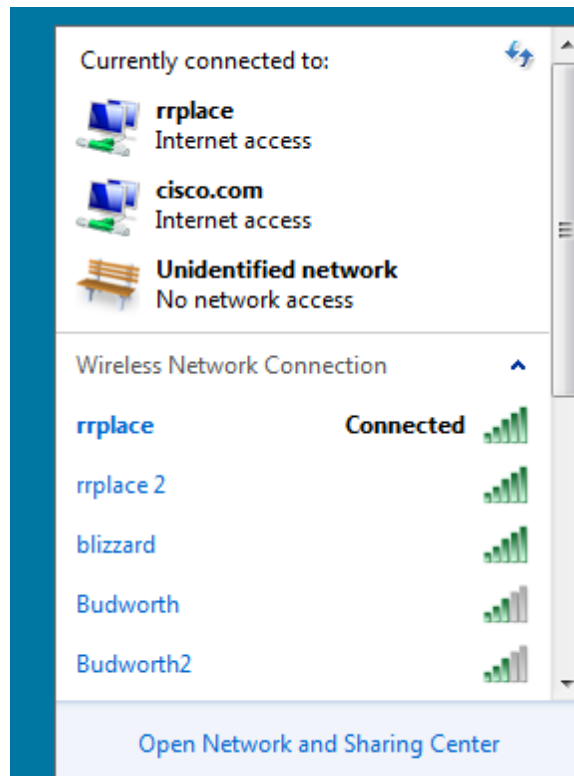 Currently connected to:
rrplace
Internet access
cisco.com
Internet access
Unidentified network
No network access
Wireless Network Connection
rrplace Connected
rrplace 2
blizzard
Budworth
Budworth2
Open Network and Sharing Center